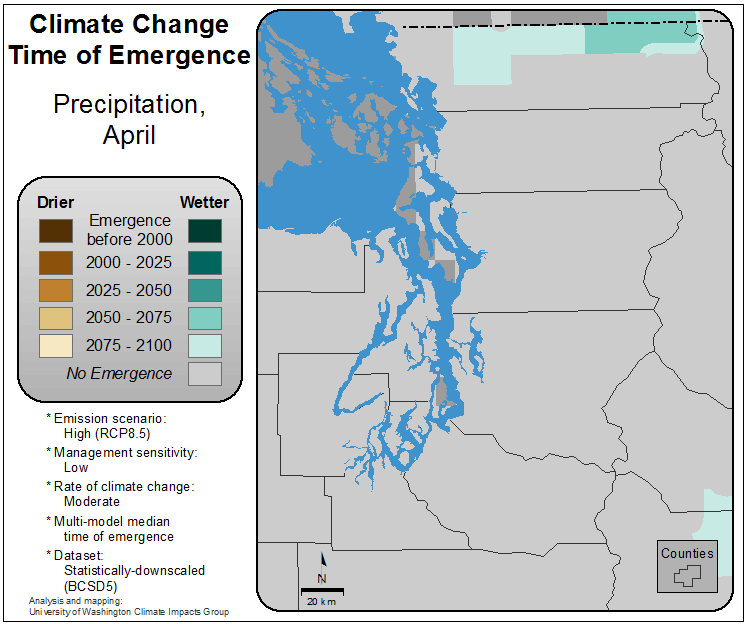 Climate Change
Time of Emergence
Precipitation,
April
Drier
Wetter
Emergence
before 2000
2000 - 2025
2025 - 2050
2050 - 2075
2075 - 2100
No Emergence
* Emission scenario:
High (RCP8.5)
* Management sensitivity:
Low
* Rate of climate change:
Moderate
* Multi-model median
time of emergence
* Dataset:
Statistically-downscaled
(BCSD5)
Analysis and mapping:
University of Washington Climate Impacts Group
N
20 km
Counties